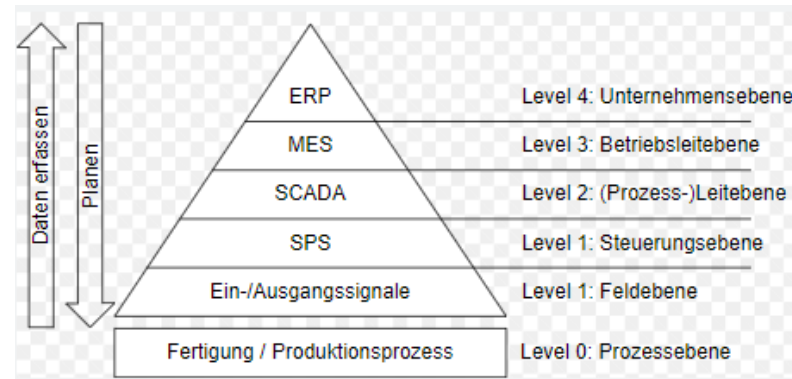 Daten erfassen
Planen
ERP
Level 4: Unternehmensebene
MES
Level 3: Betriebsleitebene
SCADA
Level 2: (Prozess-)Leitebene
SPS
Level 1: Steuerungsebene
Ein-/Ausgangssignale
Level 1: Feldebene
Fertigung / Produktionsprozess
Level 0: Prozessebene